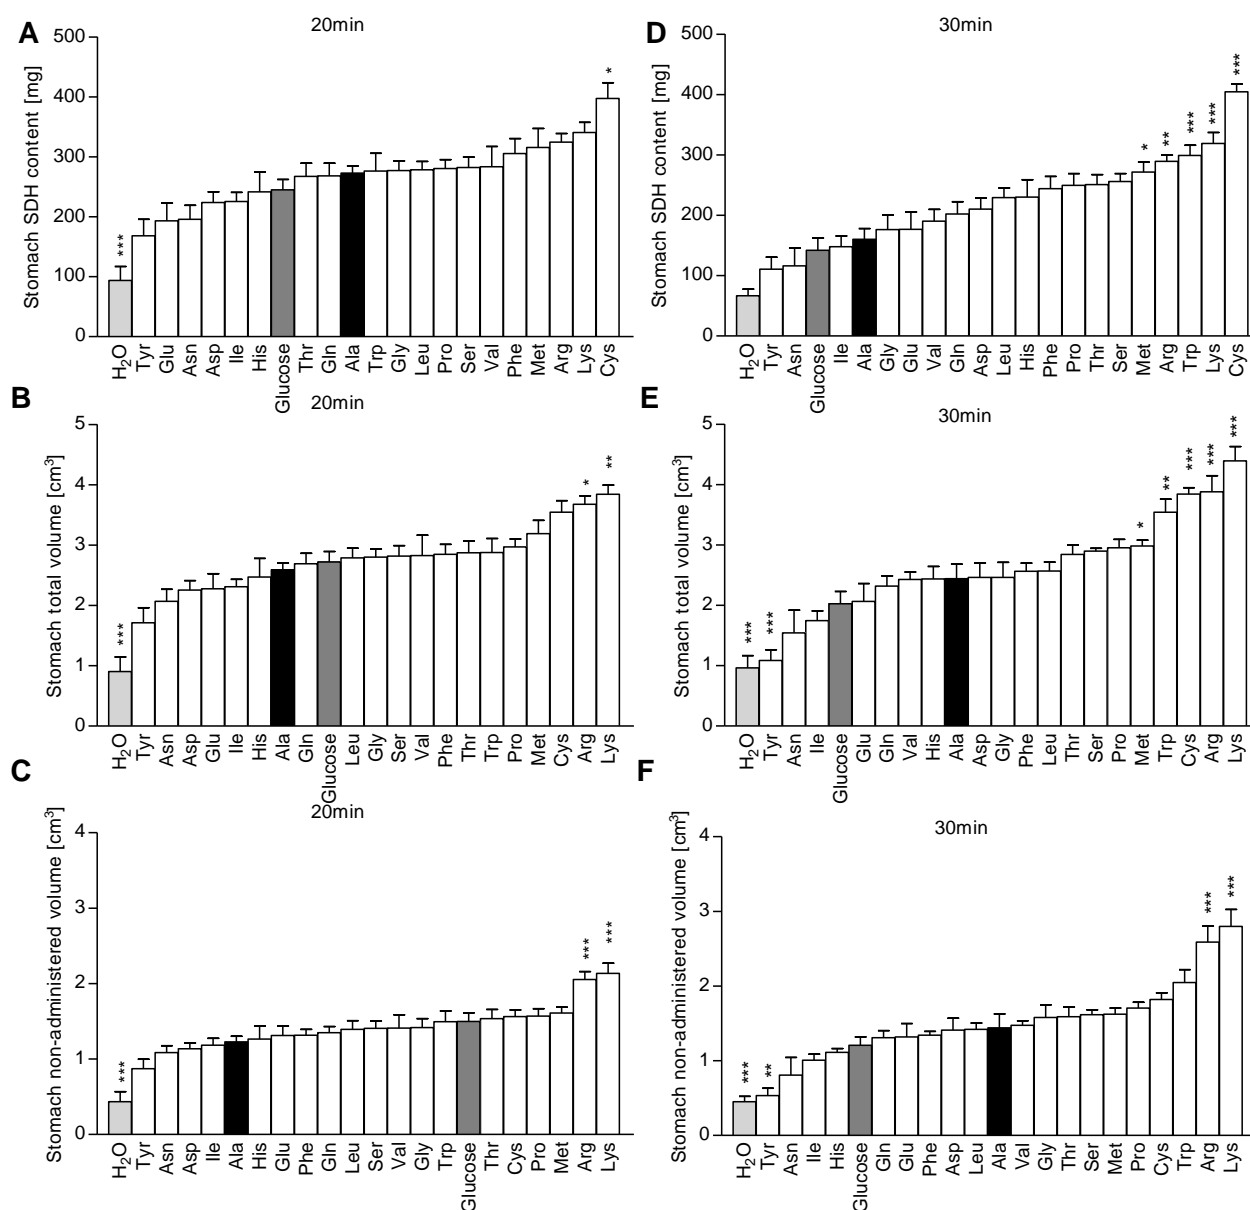 A
20min
Stomach SDH content [mg]
500
400
300
200
100
0
***
*
H2O Tyr Glu Asn Asp Ile His Glucose Thr Gln Ala Trp Gly Leu Pro Ser Val Phe Met Arg Lys Cys
B
20min
Stomach total volume [cm³]
5
4
3
2
1
0
***
*
**
H2O Tyr Asn Asp Glu Ile His Ala Gln Glucose Leu Gly Ser Val Phe Thr Trp Pro Met Cys Arg Lys
C
20min
Stomach non-administered volume [cm³]
4
3
2
1
0
***
***
***
H2O Tyr Asn Asp Ile Ala His Glu Phe Gln Leu Ser Val Gly Trp Glucose Thr Cys Pro Met Arg Lys
D
30min
Stomach SDH content [mg]
500
400
300
200
100
0
*
**
***
***
***
H2O Tyr Asn Glucose Ile Ala Gly Glu Val Gln Asp Leu His Phe Pro Thr Ser Met Arg Trp Lys Cys
E
30min
Stomach total volume [cm³]
5
4
3
2
1
0
***
***
*
**
***
***
***
H2O Tyr Asn Ile Glucose Glu Gln Val His Ala Asp Gly Phe Leu Thr Ser Pro Met Trp Cys Arg Lys
F
30min
Stomach non-administered volume [cm³]
4
3
2
1
0
***
**
***
***
H2O Tyr Asn Ile His Glucose Gln Glu Phe Asp Leu Ala Val Gly Thr Ser Met Pro Cys Trp Arg Lys